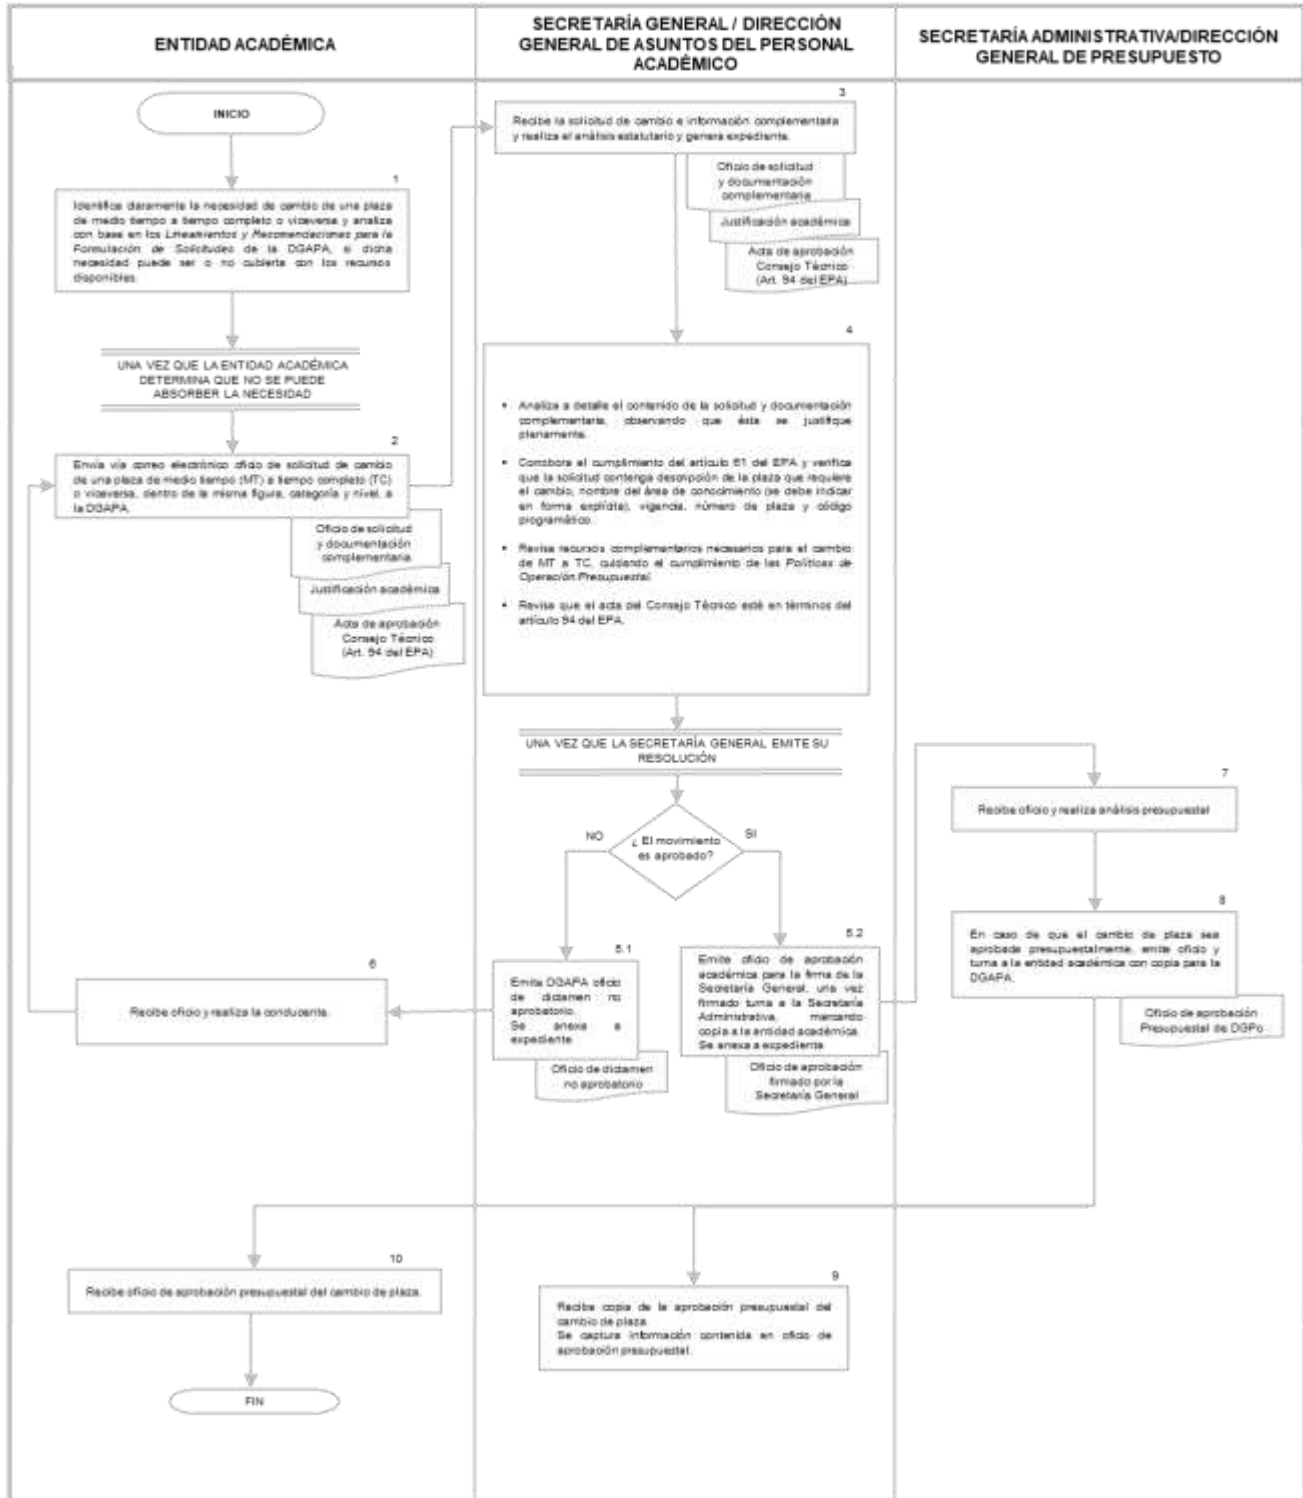 ENTIDAD ACADÉMICA
SECRETARÍA GENERAL / DIRECCIÓN
GENERAL DE ASUNTOS DEL PERSONAL
ACADÉMICO
SECRETARÍA ADMINISTRATIVA/DIRECCIÓN
GENERAL DE PRESUPUESTO
INICIO
1
Identifica claramente la necesidad de cambio de una plaza
de medio tiempo a tiempo completo o viceversa y analiza
con base en los Lineamientos y Recomendaciones para la
Formulación de Solicitudes de la DGAPA, si dicha
necesidad puede ser o no cubierta con los recursos
disponibles.
UNA VEZ QUE LA ENTIDAD ACADÉMICA
DETERMINA QUE NO SE PUEDE
ABSORBER LA NECESIDAD
2
Envía vía correo electrónico oficio de solicitud de cambio
de una plaza de medio tiempo (MT) a tiempo completo (TC)
o viceversa, dentro de la misma figura, categoría y nivel, a
la DGAPA.
Oficio de solicitud
y documentación
complementaria
Justificación académica
Acta de aprobación
Consejo Técnico
(Art. 94 del EPA)
3
Recibe la solicitud de cambio e información complementaria
y realiza el análisis estatutario y genera expediente.
Oficio de solicitud
y documentación
complementaria
Justificación académica
Acta de aprobación
Consejo Técnico
(Art. 94 del EPA)
4
• Analiza a detalle el contenido de la solicitud y documentación
complementaria, observando que ésta se justifique
plenamente.
• Corrobora el cumplimiento del artículo 61 del EPA y verifica
que la solicitud contenga descripción de la plaza que requiere
el cambio, nombre del área de conocimiento (se debe indicar
en forma explícita), vigencia, número de plaza y código
programático.
• Revisa recursos complementarios necesarios para el cambio
de MT a TC, cuidando el cumplimiento de las Políticas de
Operación Presupuestal.
• Revisa que el acta del Consejo Técnico esté en términos del
artículo 94 del EPA.
UNA VEZ QUE LA SECRETARÍA GENERAL EMITE SU
RESOLUCIÓN
¿ El movimiento
es aprobado?
NO
SI
5.1
Emite DGAPA oficio
de dictamen no
aprobatorio.
Se anexa a
expediente
Oficio de dictamen
no aprobatorio
5.2
Emite oficio de aprobación
académica para la firma de la
Secretaría General, una vez
firmado turna a la Secretaría
Administrativa, marcando
copia a la entidad académica.
Se anexa a expediente
Oficio de aprobación
firmado por la
Secretaría General
6
Recibe oficio y realiza lo conducente.
7
Recibe oficio y realiza análisis presupuestal
8
En caso de que el cambio de plaza sea
aprobada presupuestalmente, emite oficio y
turna a la entidad académica con copia para la
DGAPA.
Oficio de aprobación
Presupuestal de DGPo
9
Recibe copia de la aprobación presupuestal del
cambio de plaza.
Se captura información contenida en oficio de
aprobación presupuestal.
10
Recibe oficio de aprobación presupuestal del cambio de plaza.
FIN